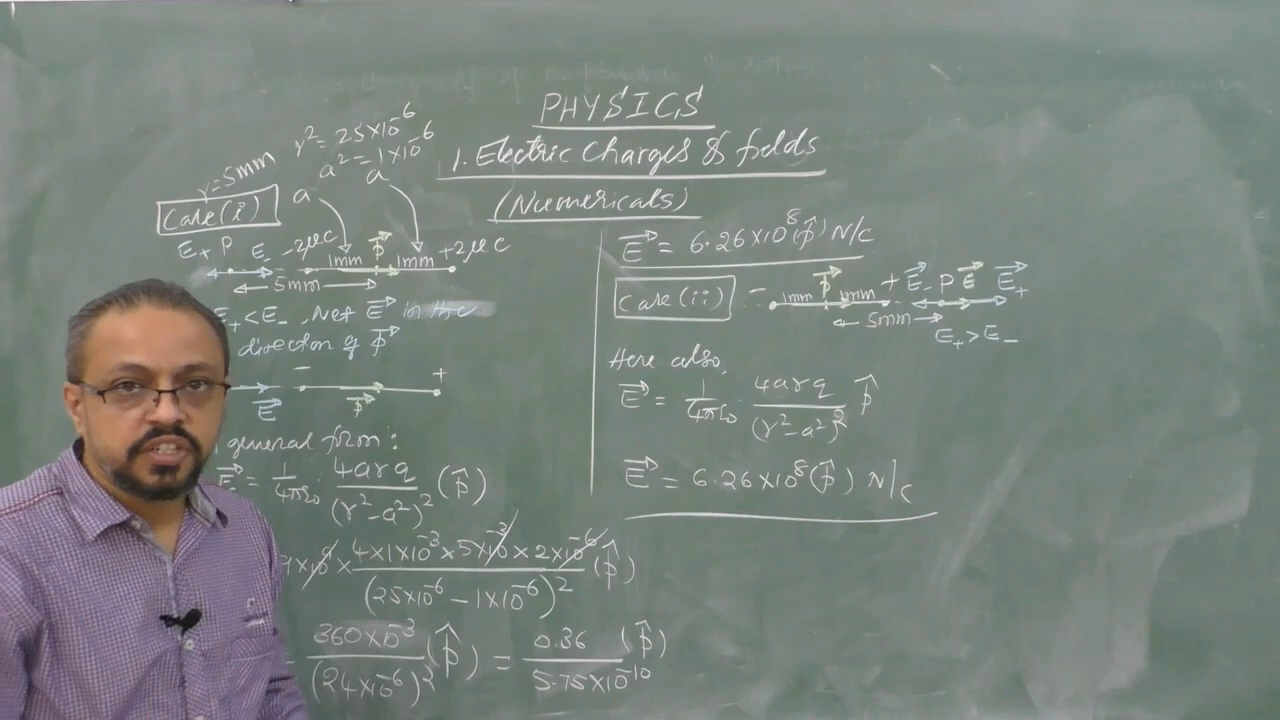 PHYSICS
1. Electric Charges & fields
(Numericals)
r² = 25×10⁻⁶
a² = 1×10⁻⁶
r=5mm
a a
Case(i)
E₊ P E₋ -2μC 1mm p⃗ 1mm +2μC
5mm
E₊ < E₋, Net E⃗ in the
direction of p⃗
− +
E⃗ p⃗
general form:
E⃗ = 1/4πε₀ · 4arq/(r²-a²)² (p̂)
×10⁹ × 4×1×10⁻³×5×10⁻³×2×10⁻⁶/(25×10⁻⁶ − 1×10⁻⁶)² (p̂)
= 360×10⁻³/(24×10⁻⁶)² (p̂) = 0.36/5.75×10⁻¹⁰ (p̂)
E⃗ = 6.26×10⁸(p̂) N/C
Case(ii)
− 1mm p⃗ 1mm + E⃗₋ P E⃗ E⃗₊
5mm
E₊ > E₋
Here also,
E⃗ = 1/4πε₀ · 4arq/(r²-a²)² p̂
E⃗ = 6.26×10⁸(p̂) N/C